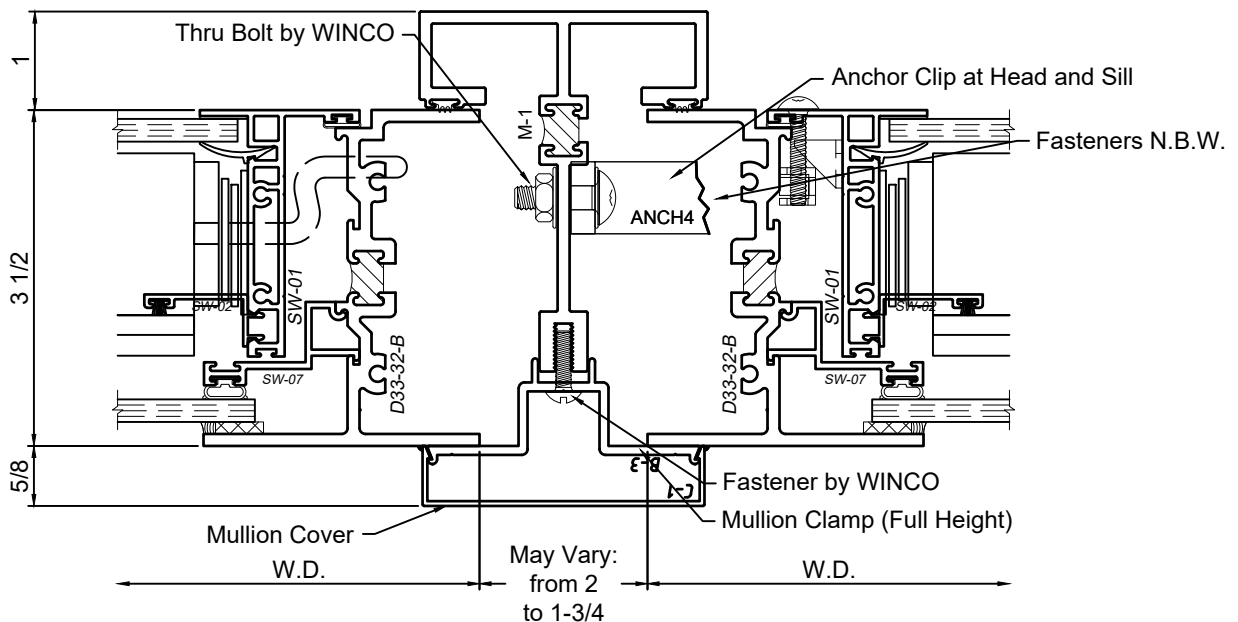 Thru Bolt by WINCO
1
Anchor Clip at Head and Sill
M-1
Fasteners N.B.W.
ANCH4
3 1/2
SW-01
SW-01
SW-02
SW-02
SW-07
SW-07
D33-32-B
D33-32-B
5/8
B-3
C-1
Fastener by WINCO
Mullion Clamp (Full Height)
Mullion Cover
W.D.
May Vary:
from 2
to 1-3/4
W.D.